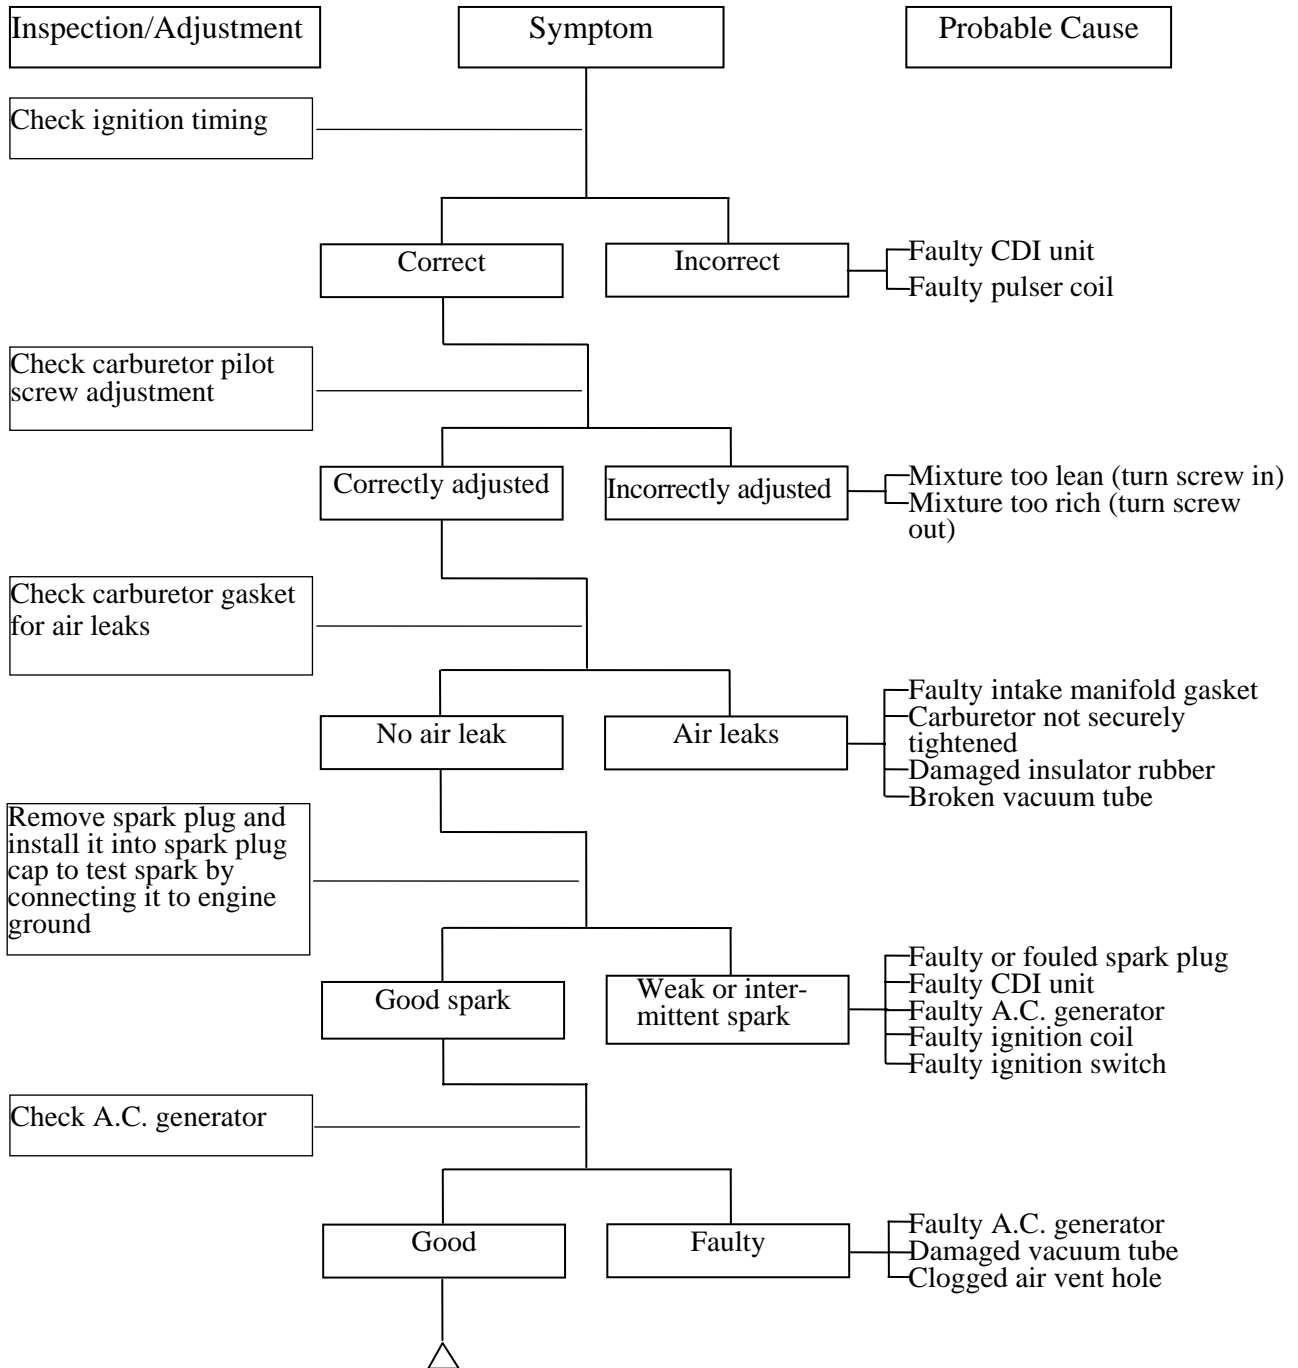 Inspection/Adjustment
Symptom
Probable Cause
Check ignition timing
Correct
Incorrect
Faulty CDI unit
Faulty pulser coil
Check carburetor pilot
screw adjustment
Correctly adjusted
Incorrectly adjusted
Mixture too lean (turn screw in)
Mixture too rich (turn screw
out)
Check carburetor gasket
for air leaks
No air leak
Air leaks
Faulty intake manifold gasket
Carburetor not securely
tightened
Damaged insulator rubber
Broken vacuum tube
Remove spark plug and
install it into spark plug
cap to test spark by
connecting it to engine
ground
Good spark
Weak or inter-
mittent spark
Faulty or fouled spark plug
Faulty CDI unit
Faulty A.C. generator
Faulty ignition coil
Faulty ignition switch
Check A.C. generator
Good
Faulty
Faulty A.C. generator
Damaged vacuum tube
Clogged air vent hole